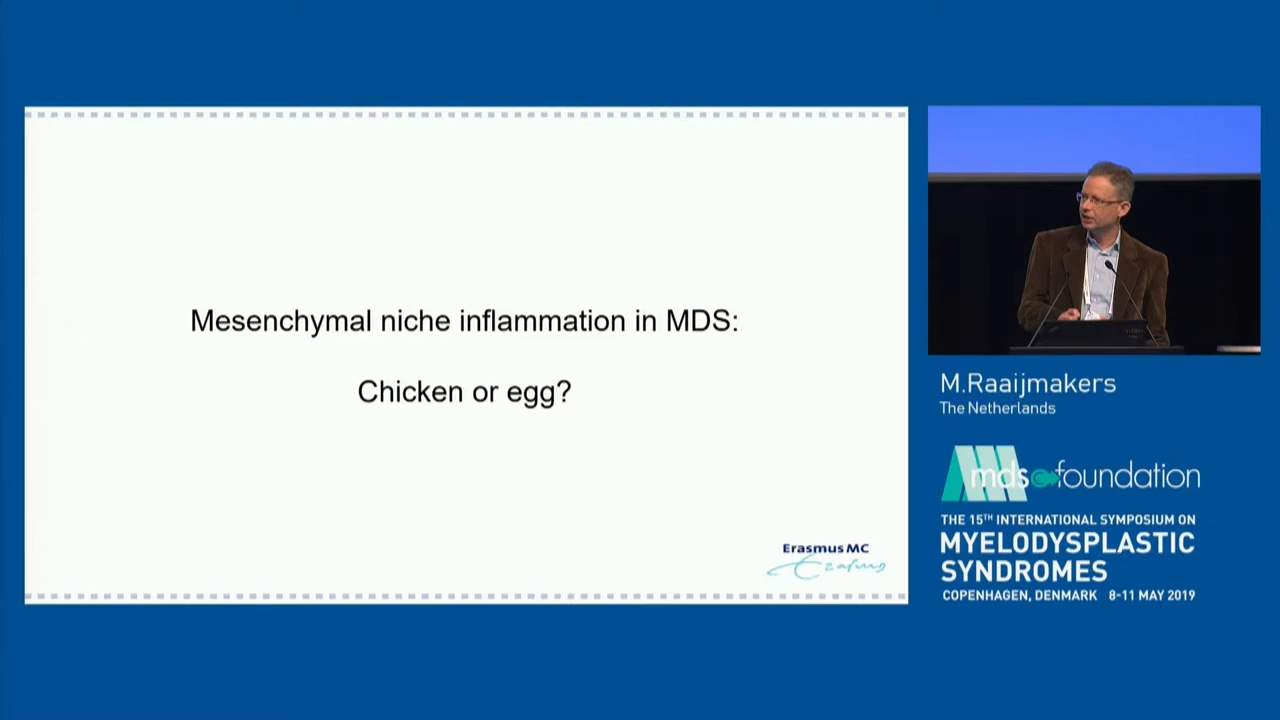 Mesenchymal niche inflammation in MDS:
Chicken or egg?
Erasmus MC
Erasmus
M.Raaijmakers
The Netherlands
mds foundation
THE 15TH INTERNATIONAL SYMPOSIUM ON
MYELODYSPLASTIC
SYNDROMES
COPENHAGEN, DENMARK 8-11 MAY 2019